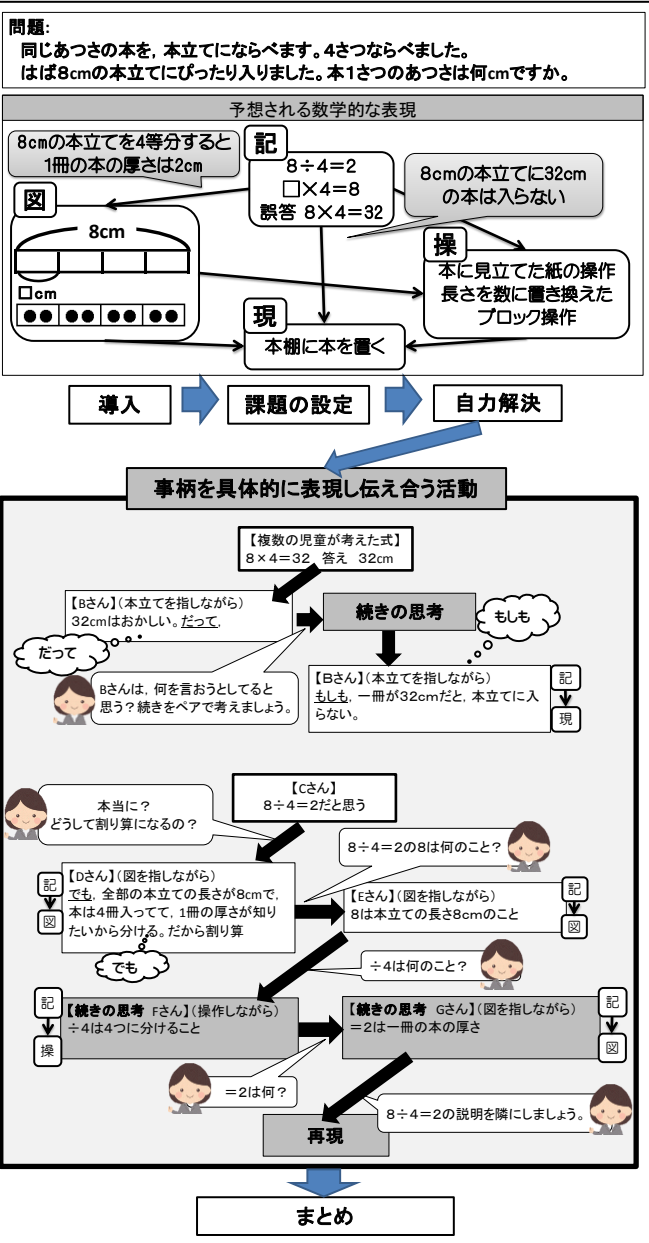 問題:
同じあつさの本を，本立てにならべます。4さつならべました。
はば8cmの本立てにぴったり入りました。本１さつのあつさは何cmですか。
予想される数学的な表現
8cmの本立てを4等分すると
1冊の本の厚さは2cm
記
8÷4＝2
□×4＝8
誤答 8×4＝32
8cmの本立てに32cm
の本は入らない
図
8cm
□cm
操
本に見立てた紙の操作
長さを数に置き換えた
ブロック操作
現
本棚に本を置く
導入
課題の設定
自力解決
事柄を具体的に表現し伝え合う活動
【複数の児童が考えた式】
8×4＝32　答え　32cm
【Bさん】（本立てを指しながら）
32cmはおかしい。だって，
だって
続きの思考
もしも
Bさんは，何を言おうとしてると
思う？続きをペアで考えましょう。
【Bさん】（本立てを指しながら）
もしも，一冊が32cmだと，本立てに入
らない。
記
現
【Cさん】
8÷4＝2だと思う
本当に？
どうして割り算になるの？
8÷4＝2の8は何のこと？
記
図
【Dさん】（図を指しながら）
でも，全部の本立ての長さが8cmで，
本は4冊入ってて，1冊の厚さが知り
たいから分ける。だから割り算
でも
【Eさん】（図を指しながら）
8は本立ての長さ8cmのこと
記
図
÷4は何のこと？
記
操
【続きの思考 Fさん】（操作しながら）
÷4は4つに分けること
【続きの思考 Gさん】（図を指しながら）
＝2は一冊の本の厚さ
記
図
＝2は何？
8÷4＝2の説明を隣にしましょう。
再現
まとめ